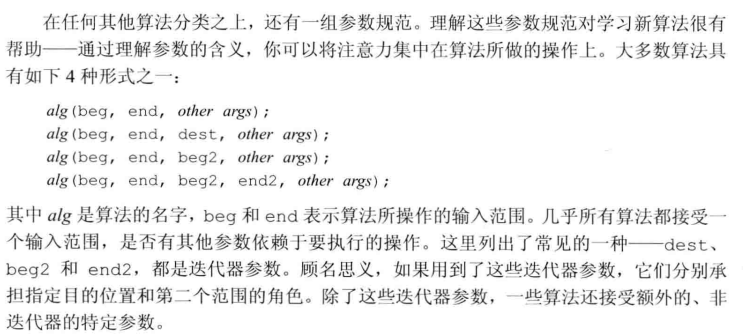 在任何其他算法分类之上，还有一组参数规范。理解这些参数规范对学习新算法很有
帮助——通过理解参数的含义，你可以将注意力集中在算法所做的操作上。大多数算法具
有如下 4 种形式之一：
alg(beg, end, other args);
alg(beg, end, dest, other args);
alg(beg, end, beg2, other args);
alg(beg, end, beg2, end2, other args);
其中 alg 是算法的名字，beg 和 end 表示算法所操作的输入范围。几乎所有算法都接受一
个输入范围，是否有其他参数依赖于要执行的操作。这里列出了常见的一种——dest、
beg2 和 end2，都是迭代器参数。顾名思义，如果用到了这些迭代器参数，它们分别承
担指定目的位置和第二个范围的角色。除了这些迭代器参数，一些算法还接受额外的、非
迭代器的特定参数。